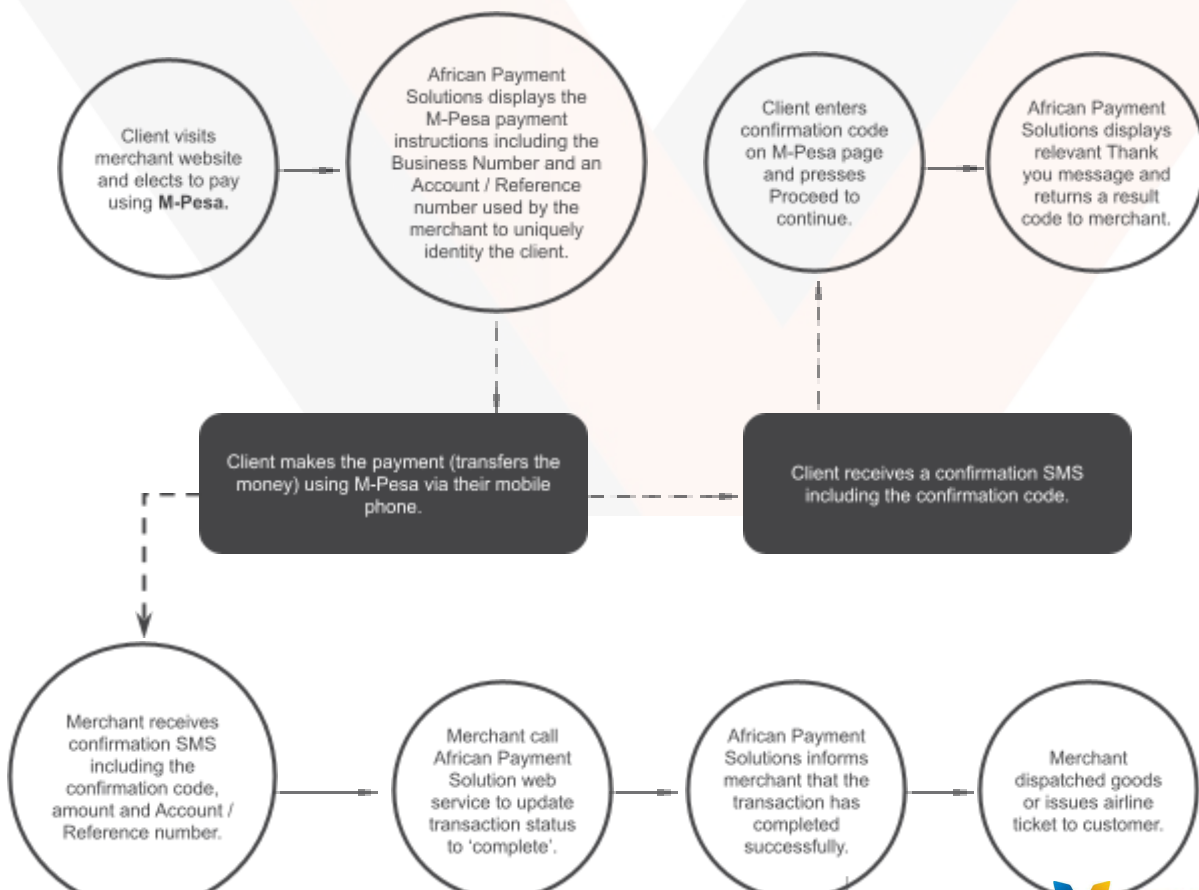 Client visits
merchant website
and elects to pay
using M-Pesa.
African Payment
Solutions displays the
M-Pesa payment
instructions including the
Business Number and an
Account / Reference
number used by the
merchant to uniquely
identity the client.
Client enters
confirmation code
on M-Pesa page
and presses
Proceed to
continue.
African Payment
Solutions displays
relevant Thank
you message and
returns a result
code to merchant.
Client makes the payment (transfers the
money) using M-Pesa via their mobile
phone.
Client receives a confirmation SMS
including the confirmation code.
Merchant receives
confirmation SMS
including the
confirmation code,
amount and Account /
Reference number.
Merchant call
African Payment
Solution web
service to update
transaction status
to ‘complete’.
African Payment
Solutions informs
merchant that the
transaction has
completed
successfully.
Merchant
dispatched goods
or issues airline
ticket to customer.